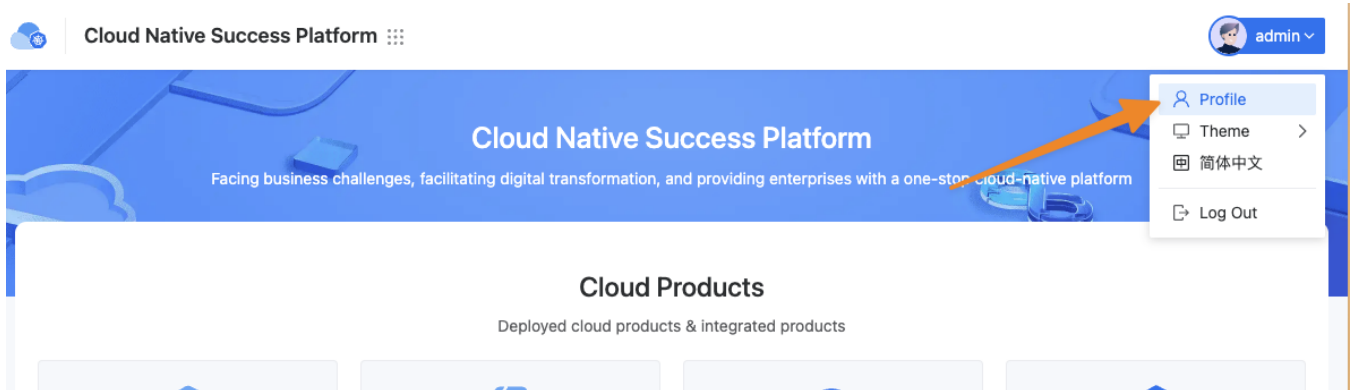 Cloud Native Success Platform
admin
Profile
Theme
简体中文
Log Out
Cloud Native Success Platform
Facing business challenges, facilitating digital transformation, and providing enterprises with a one-stop cloud-native platform
Cloud Products
Deployed cloud products & integrated products